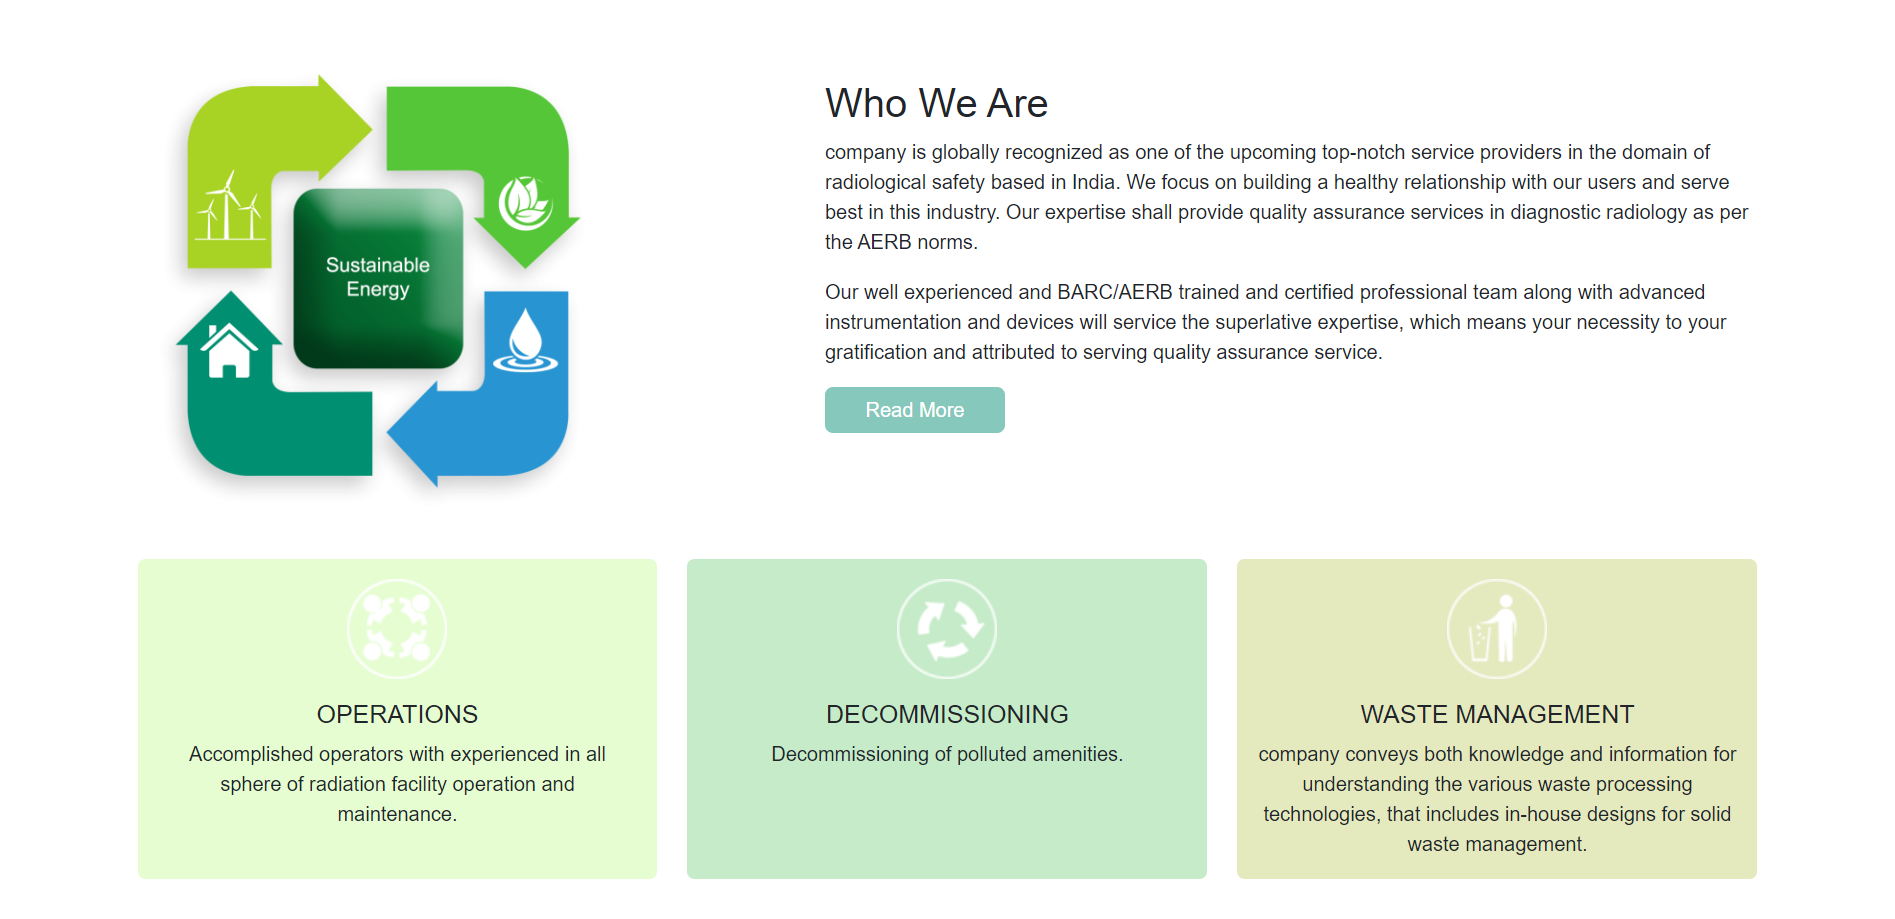 Sustainable
Energy
Who We Are
company is globally recognized as one of the upcoming top-notch service providers in the domain of
radiological safety based in India. We focus on building a healthy relationship with our users and serve
best in this industry. Our expertise shall provide quality assurance services in diagnostic radiology as per
the AERB norms.
Our well experienced and BARC/AERB trained and certified professional team along with advanced
instrumentation and devices will service the superlative expertise, which means your necessity to your
gratification and attributed to serving quality assurance service.
Read More
OPERATIONS
Accomplished operators with experienced in all
sphere of radiation facility operation and
maintenance.
DECOMMISSIONING
Decommissioning of polluted amenities.
WASTE MANAGEMENT
company conveys both knowledge and information for
understanding the various waste processing
technologies, that includes in-house designs for solid
waste management.